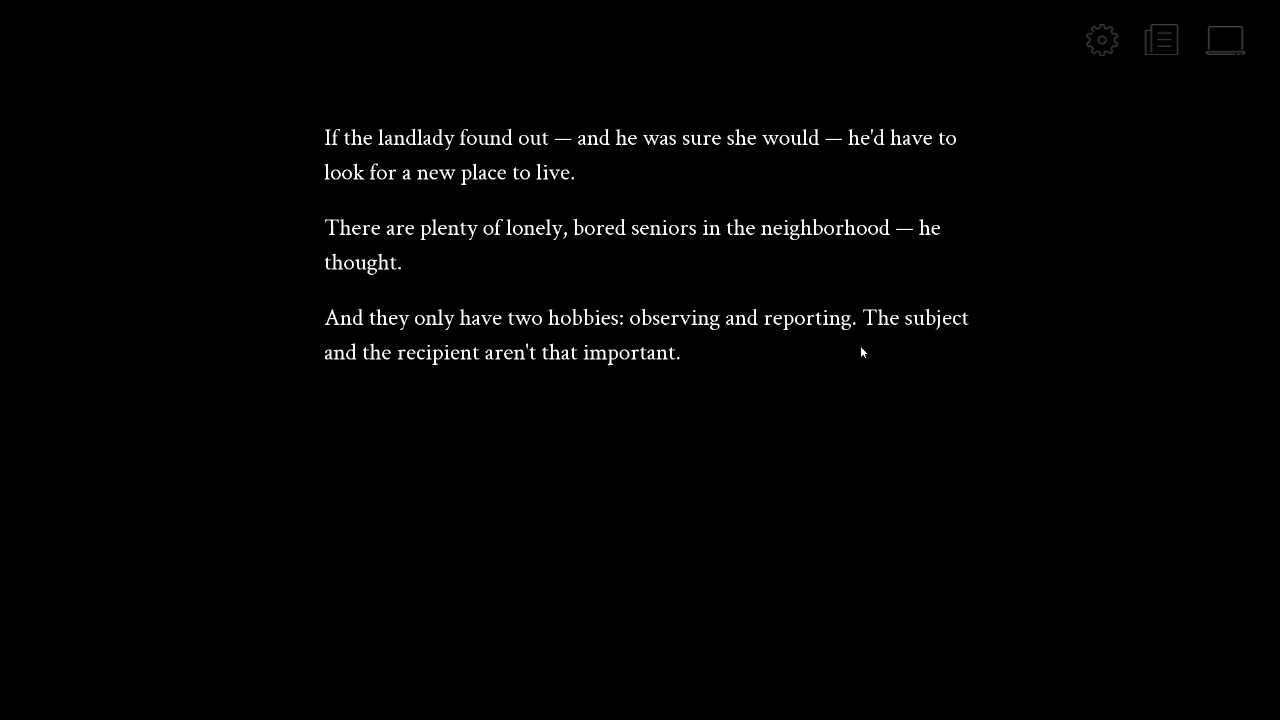 If the landlady found out — and he was sure she would — he'd have to
look for a new place to live.
There are plenty of lonely, bored seniors in the neighborhood — he
thought.
And they only have two hobbies: observing and reporting. The subject
and the recipient aren't that important.